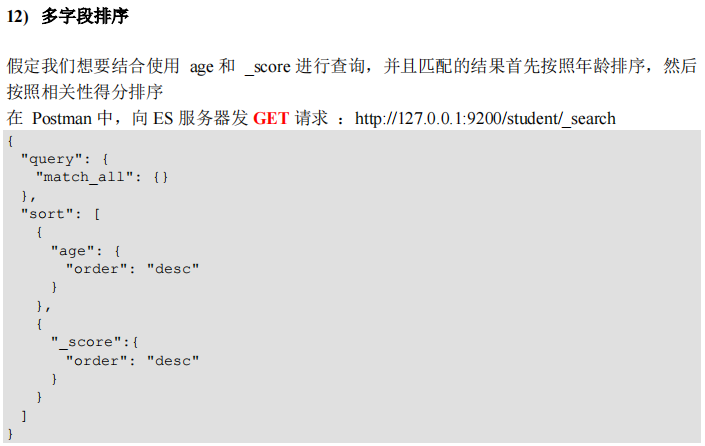 12) 多字段排序
假定我们想要结合使用 age 和 _score 进行查询，并且匹配的结果首先按照年龄排序，然后
按照相关性得分排序
在 Postman 中，向 ES 服务器发 GET 请求 ：http://127.0.0.1:9200/student/_search
{
  "query": {
    "match_all": {}
  },
  "sort": [
    {
      "age": {
        "order": "desc"
      }
    },
    {
      "_score":{
        "order": "desc"
      }
    }
  ]
}